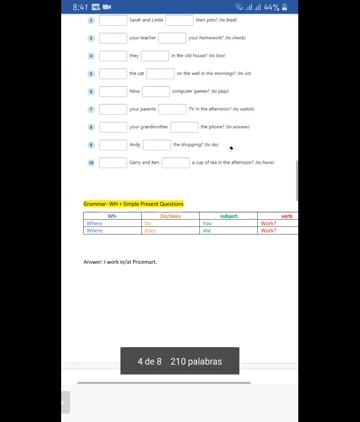 8:41 44%
2 Sarah and Linda their pets? (to feed)
3 your teacher your homework? (to check)
4 they in the old house? (to live)
5 the cat on the wall in the mornings? (to sit)
6 Nina computer games? (to play)
7 your parents TV in the afternoon? (to watch)
8 your grandmother the phone? (to answer)
9 Andy the shopping? (to do)
10 Garry and Ken a cup of tea in the afternoon? (to have)
Grammar- WH + Simple Present Questions
Wh- Do/does subject verb
Where Do You Work?
Where does she Work?
Answer: I work in/at Pricemart.
4 de 8 210 palabras